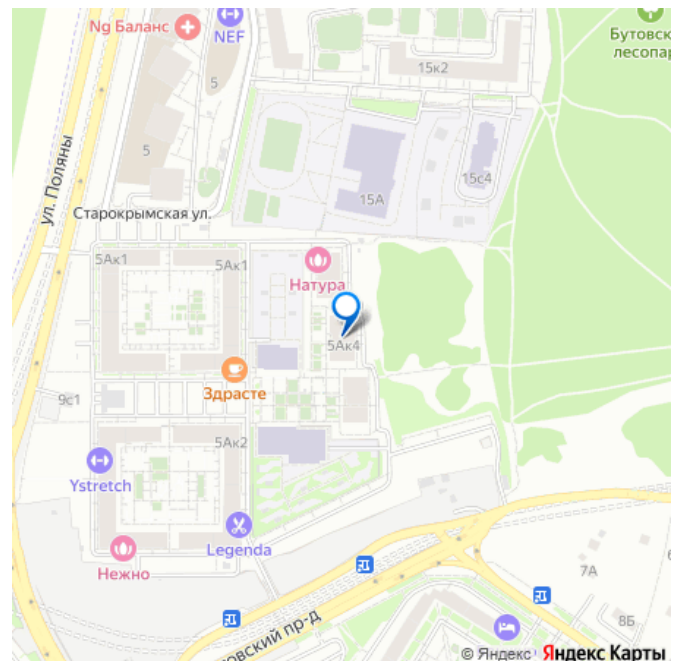 Ng Баланс
NEF
Бутовск
лесопар
15к2
5
5
15с4
15А
ул. Поляны
Старокрымская ул.
5Ак1
5Ак1
Натура
5Ак4
Здрасте
9с1
5Ак2
Ystretch
Legenda
Нежно
7А
8Б
овский пр-д
© Яндекс Яндекс Карты